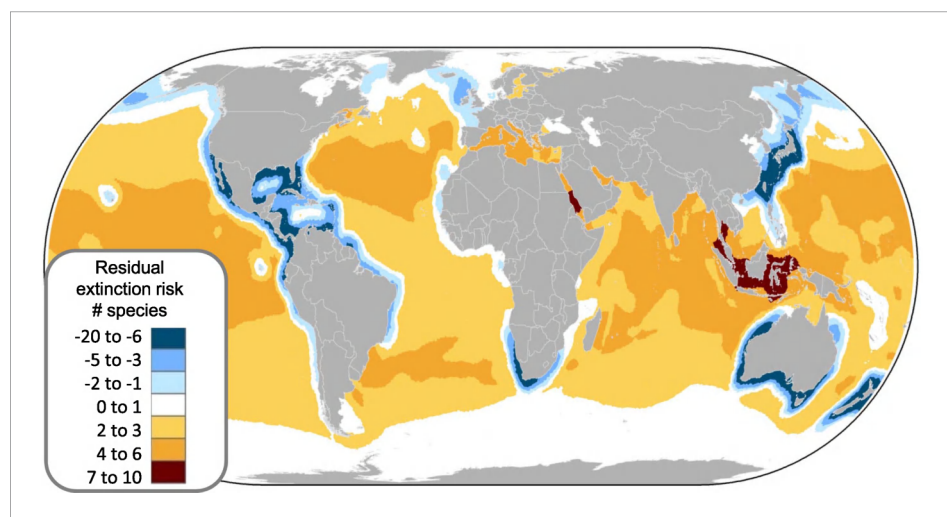 Residual
extinction risk
# species
-20 to -6
-5 to -3
-2 to -1
0 to 1
2 to 3
4 to 6
7 to 10